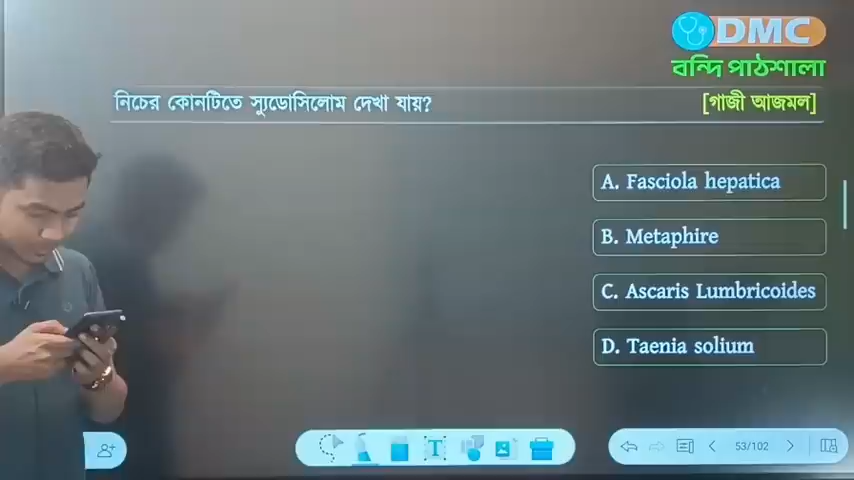 DMC
বন্দি পাঠশালা
নিচের কোনটিতে স্যুডোসিলোম দেখা যায়?
[গাজী আজমল]
A. Fasciola hepatica
B. Metaphire
C. Ascaris Lumbricoides
D. Taenia solium
T
53/102